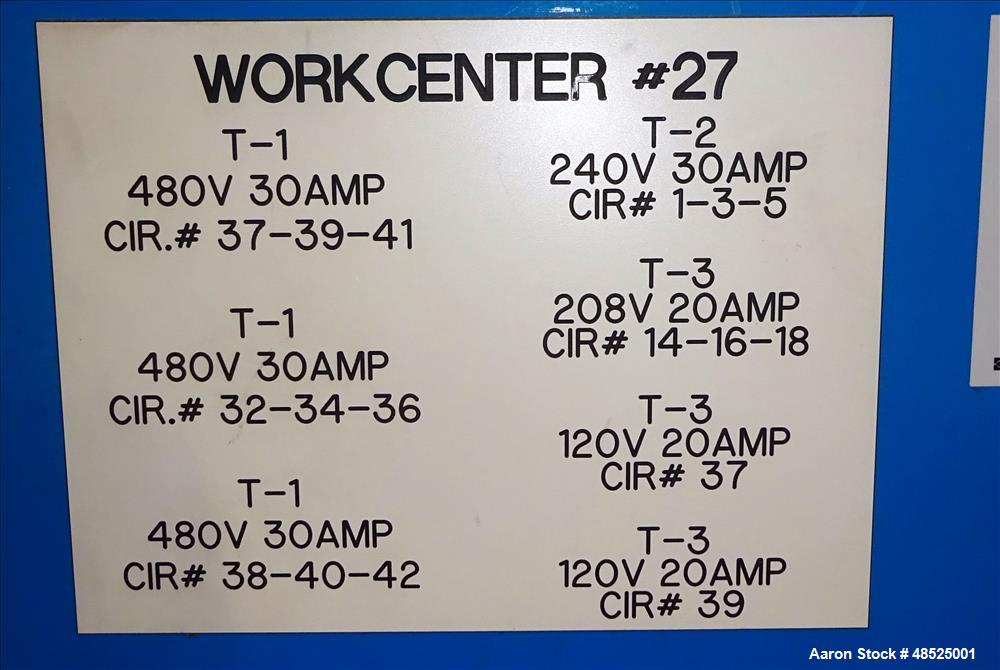 WORKCENTER #27
T-1
480V 30AMP
CIR.# 37-39-41
T-1
480V 30AMP
CIR.# 32-34-36
T-1
480V 30AMP
CIR# 38-40-42
T-2
240V 30AMP
CIR# 1-3-5
T-3
208V 20AMP
CIR# 14-16-18
T-3
120V 20AMP
CIR# 37
T-3
120V 20AMP
CIR# 39
Aaron Stock # 48525001